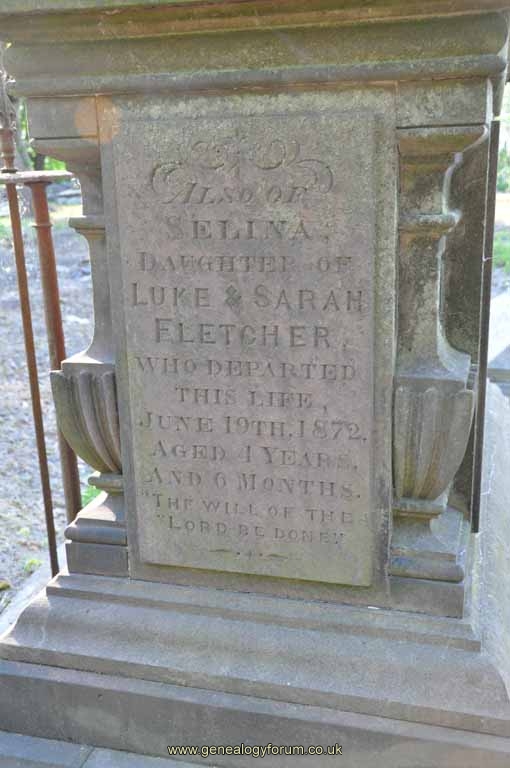 ALSO OF
SELINA,
DAUGHTER OF
LUKE & SARAH
FLETCHER,
WHO DEPARTED
THIS LIFE,
JUNE 19TH, 1872,
AGED 4 YEARS,
AND 6 MONTHS.
"THE WILL OF THE
"LORD BE DONE."
www.genealogyforum.co.uk